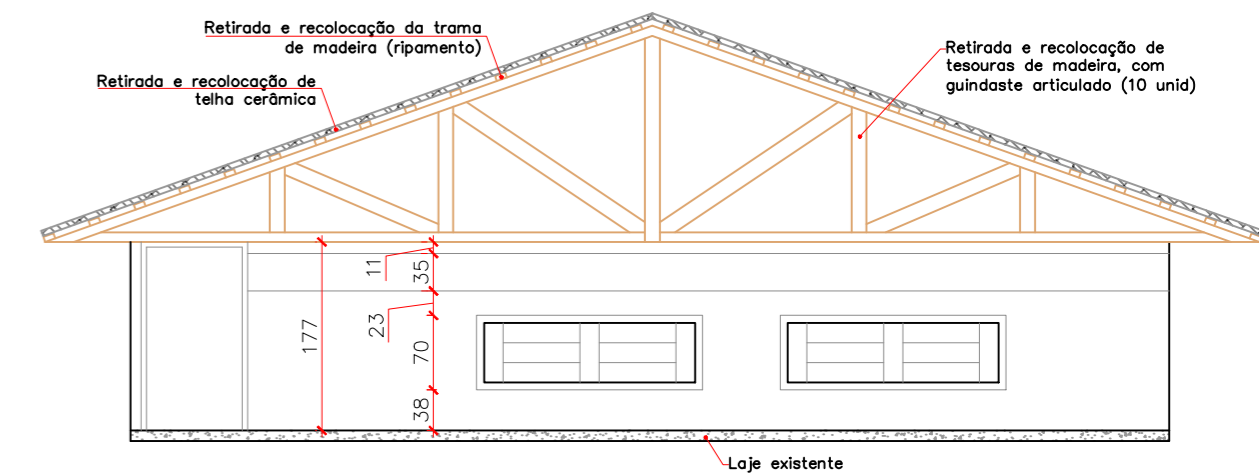 Retirada e recolocação da trama
de madeira (ripamento)
Retirada e recolocação de
telha cerâmica
Retirada e recolocação de
tesouras de madeira, com
guindaste articulado (10 unid)
11
35
23
177
70
38
Laje existente